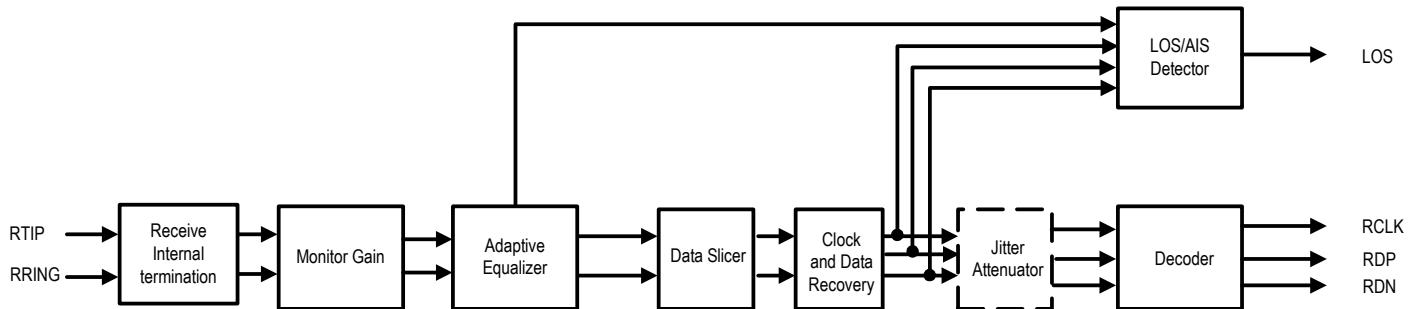 LOS/AIS
Detector
LOS
RTIP
RRING
Receive
Internal
termination
Monitor Gain
Adaptive
Equalizer
Data Slicer
Clock
and Data
Recovery
Jitter
Attenuator
Decoder
RCLK
RDP
RDN